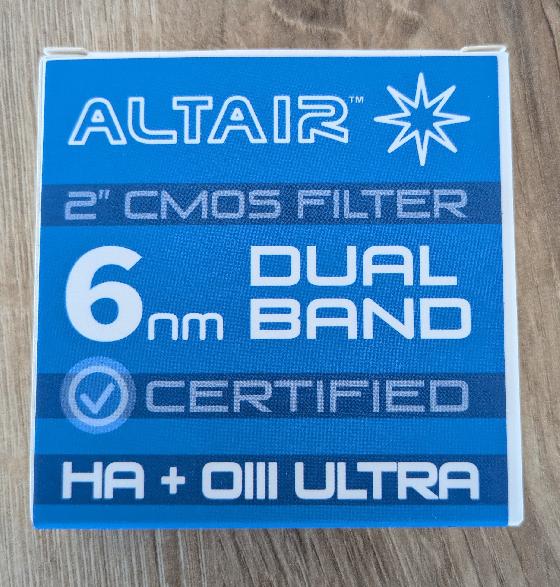 ALTAIR™
2" CMOS FILTER
6nm DUAL BAND
CERTIFIED
HA + OIII ULTRA